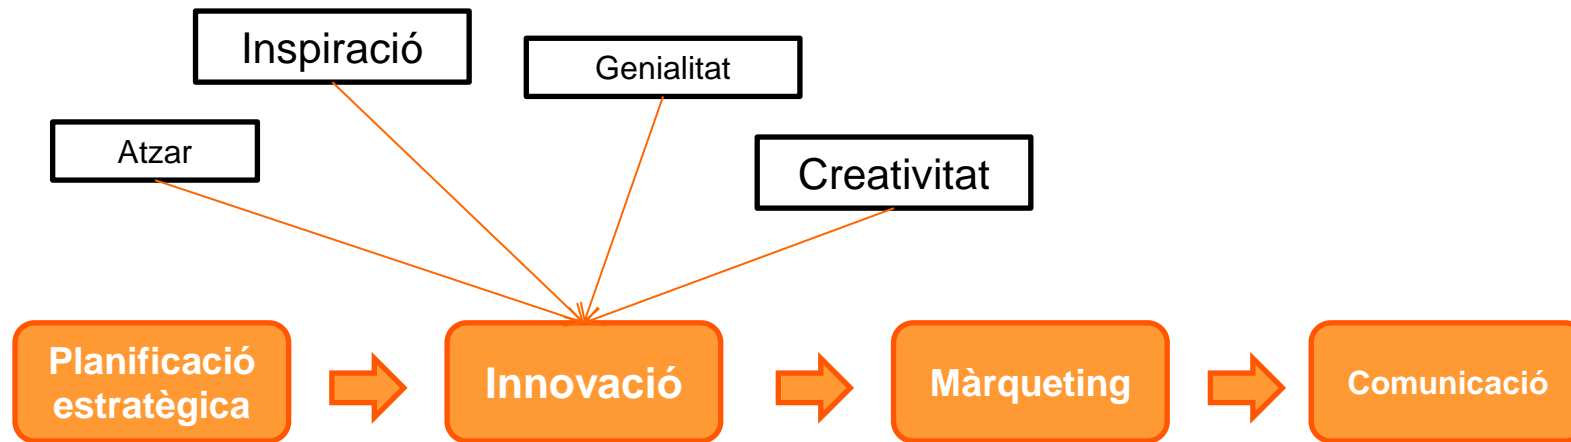 Inspiració
Genialitat
Atzar
Creativitat
Planificació
estratègica
Innovació
Màrqueting
Comunicació